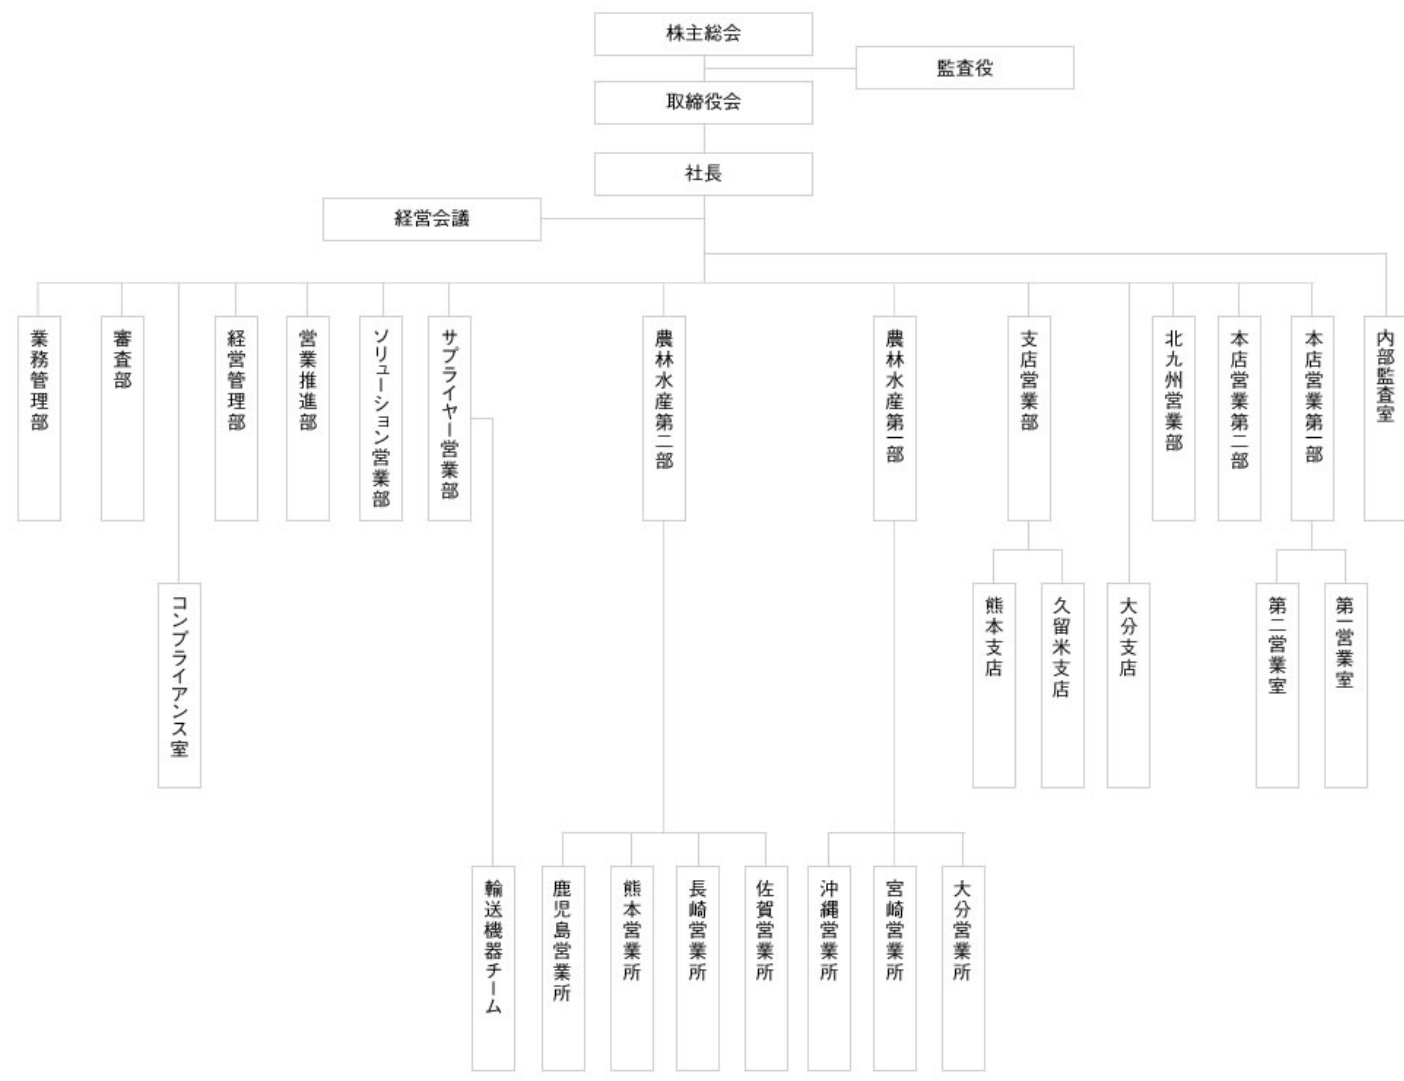 株主総会
監査役
取締役会
社長
経営会議
業務管理部
審査部
経営管理部
営業推進部
ソリューション営業部
サプライヤー営業部
農林水産第二部
農林水産第一部
支店営業部
北九州営業部
本店営業第二部
本店営業第一部
内部監査室
コンプライアンス室
熊本支店
久留米支店
大分支店
第二営業室
第一営業室
輸送機器チーム
鹿児島営業所
熊本営業所
長崎営業所
佐賀営業所
沖縄営業所
宮崎営業所
大分営業所